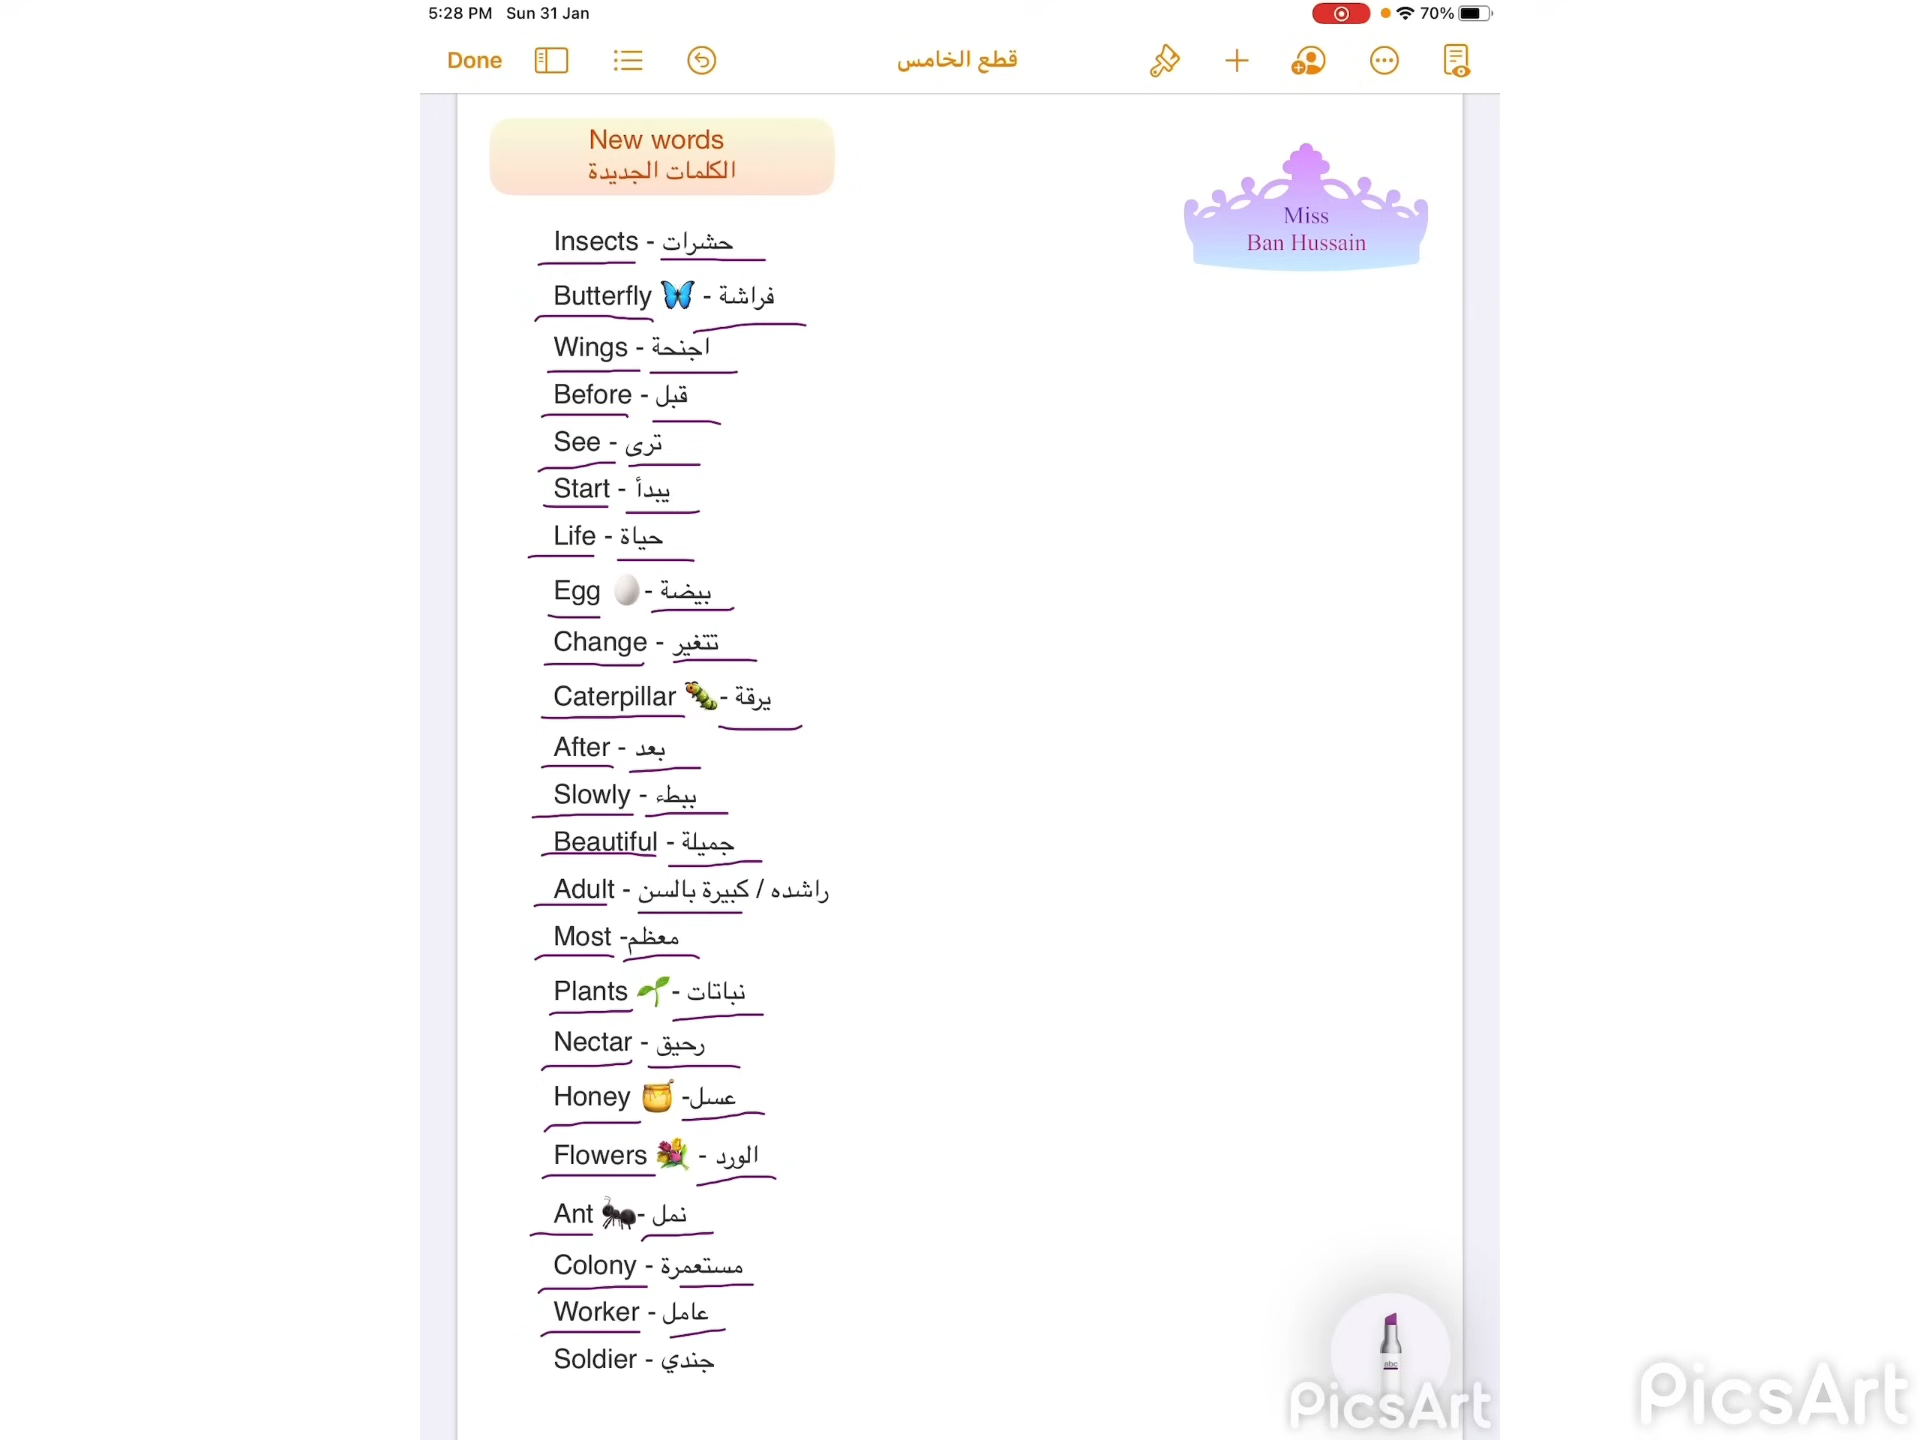 5:28 PM Sun 31 Jan 70%
Done قطع الخامس
New words
الكلمات الجديدة
Miss
Ban Hussain
Insects - حشرات
Butterfly 🦋 - فراشة
Wings - اجنحة
Before - قبل
See - ترى
Start - يبدأ
Life - حياة
Egg 🥚 - بيضة
Change - تتغير
Caterpillar 🐛 - يرقة
After - بعد
Slowly - ببطء
Beautiful - جميلة
Adult - راشده / كبيرة بالسن
Most - معظم
Plants 🌱 - نباتات
Nectar - رحيق
Honey 🍯 - عسل
Flowers 💐 - الورد
Ant 🐜 - نمل
Colony - مستعمرة
Worker - عامل
Soldier - جندي
abc
PicsArt
PicsArt